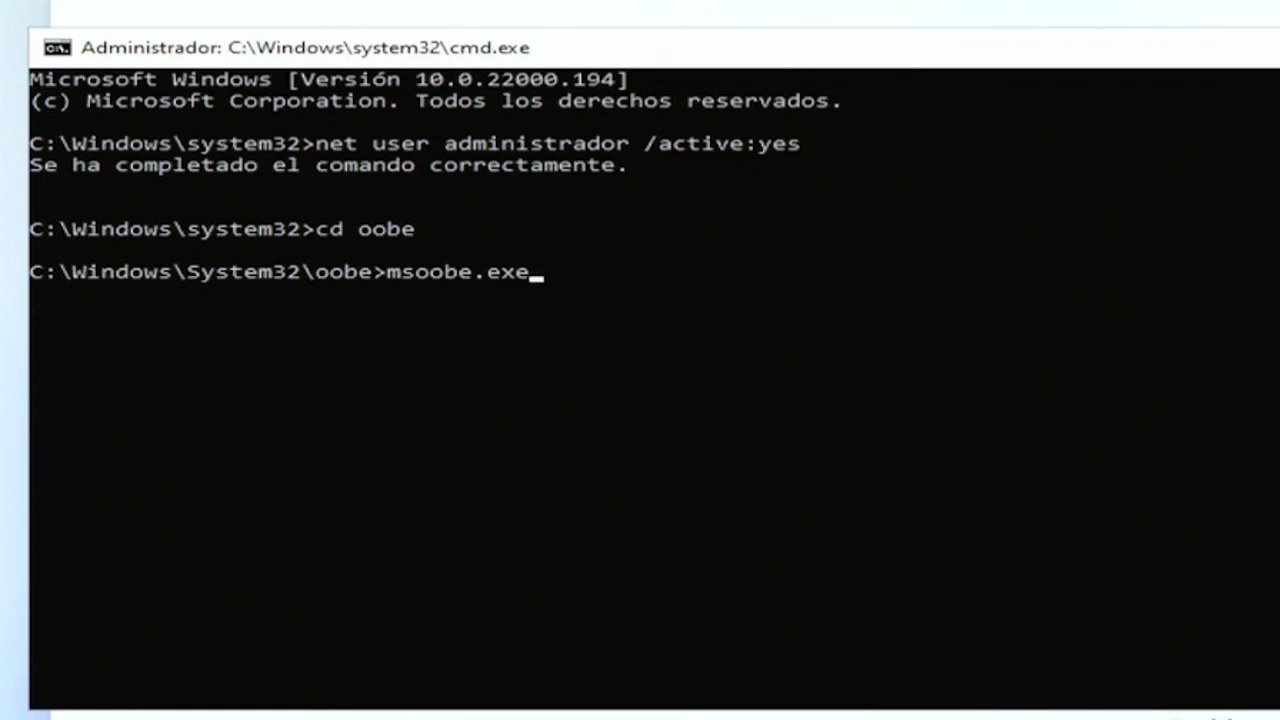 Administrador: C:\Windows\system32\cmd.exe
Microsoft Windows [Versión 10.0.22000.194]
(c) Microsoft Corporation. Todos los derechos reservados.
C:\Windows\system32>net user administrador /active:yes
Se ha completado el comando correctamente.
C:\Windows\system32>cd oobe
C:\Windows\System32\oobe>msoobe.exe